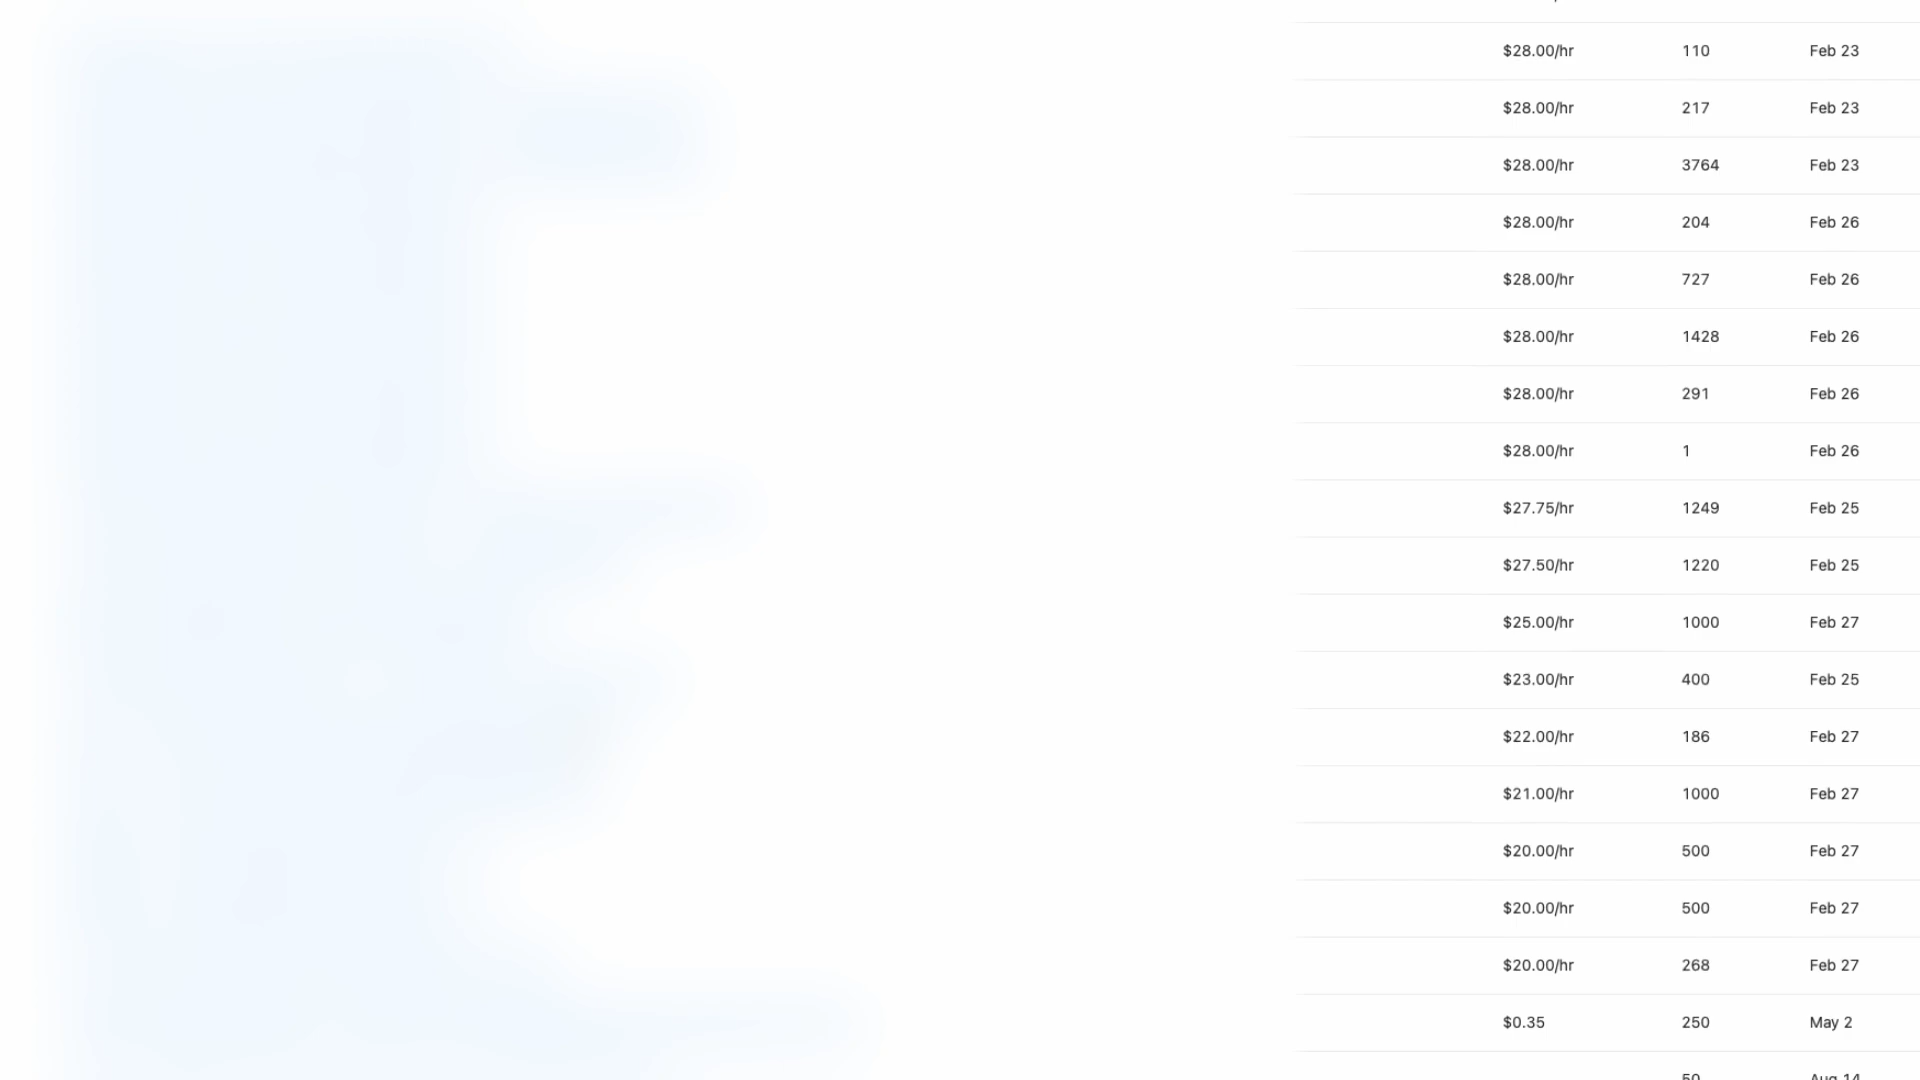 $28.00/hr 110 Feb 23
$28.00/hr 217 Feb 23
$28.00/hr 3764 Feb 23
$28.00/hr 204 Feb 26
$28.00/hr 727 Feb 26
$28.00/hr 1428 Feb 26
$28.00/hr 291 Feb 26
$28.00/hr 1 Feb 26
$27.75/hr 1249 Feb 25
$27.50/hr 1220 Feb 25
$25.00/hr 1000 Feb 27
$23.00/hr 400 Feb 25
$22.00/hr 186 Feb 27
$21.00/hr 1000 Feb 27
$20.00/hr 500 Feb 27
$20.00/hr 500 Feb 27
$20.00/hr 268 Feb 27
$0.35 250 May 2
50 Aug 14